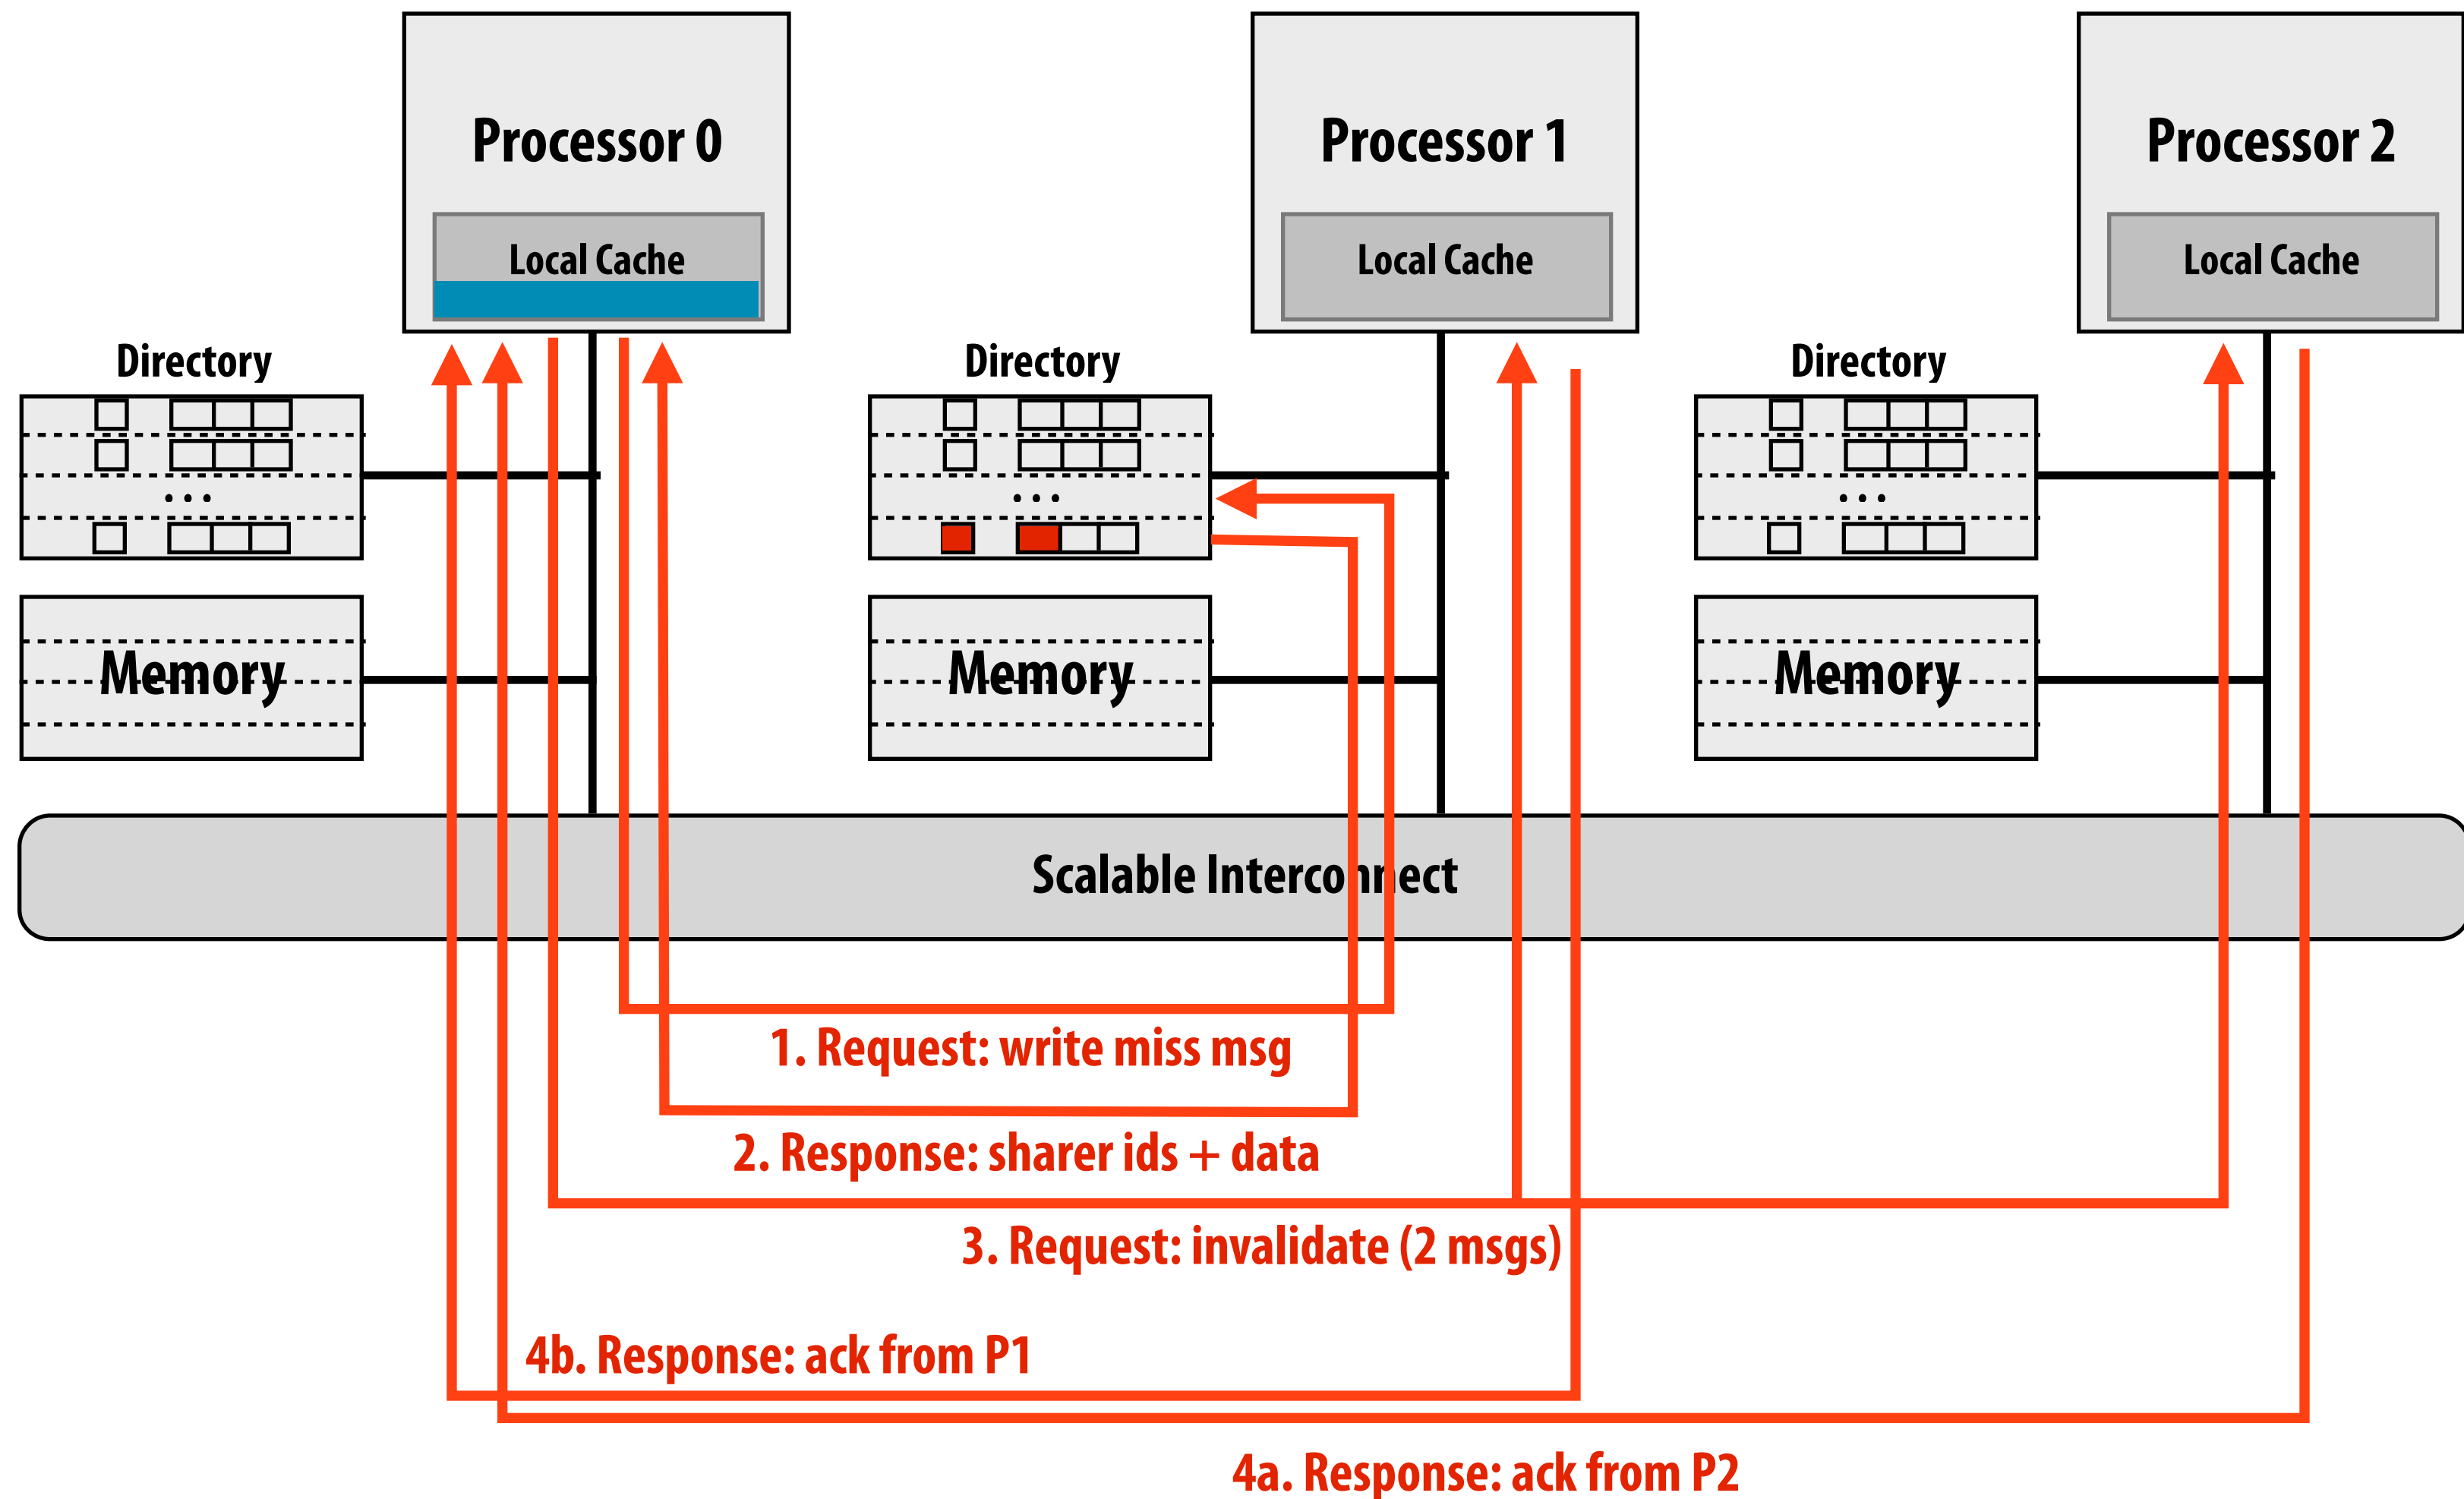 Processor 0
Processor 1
Processor 2
Local Cache
Local Cache
Local Cache
Directory
Directory
Directory
. . .
. . .
. . .
Memory
Memory
Memory
Scalable Interconnect
1. Request: write miss msg
2. Response: sharer ids + data
3. Request: invalidate (2 msgs)
4b. Response: ack from P1
4a. Response: ack from P2